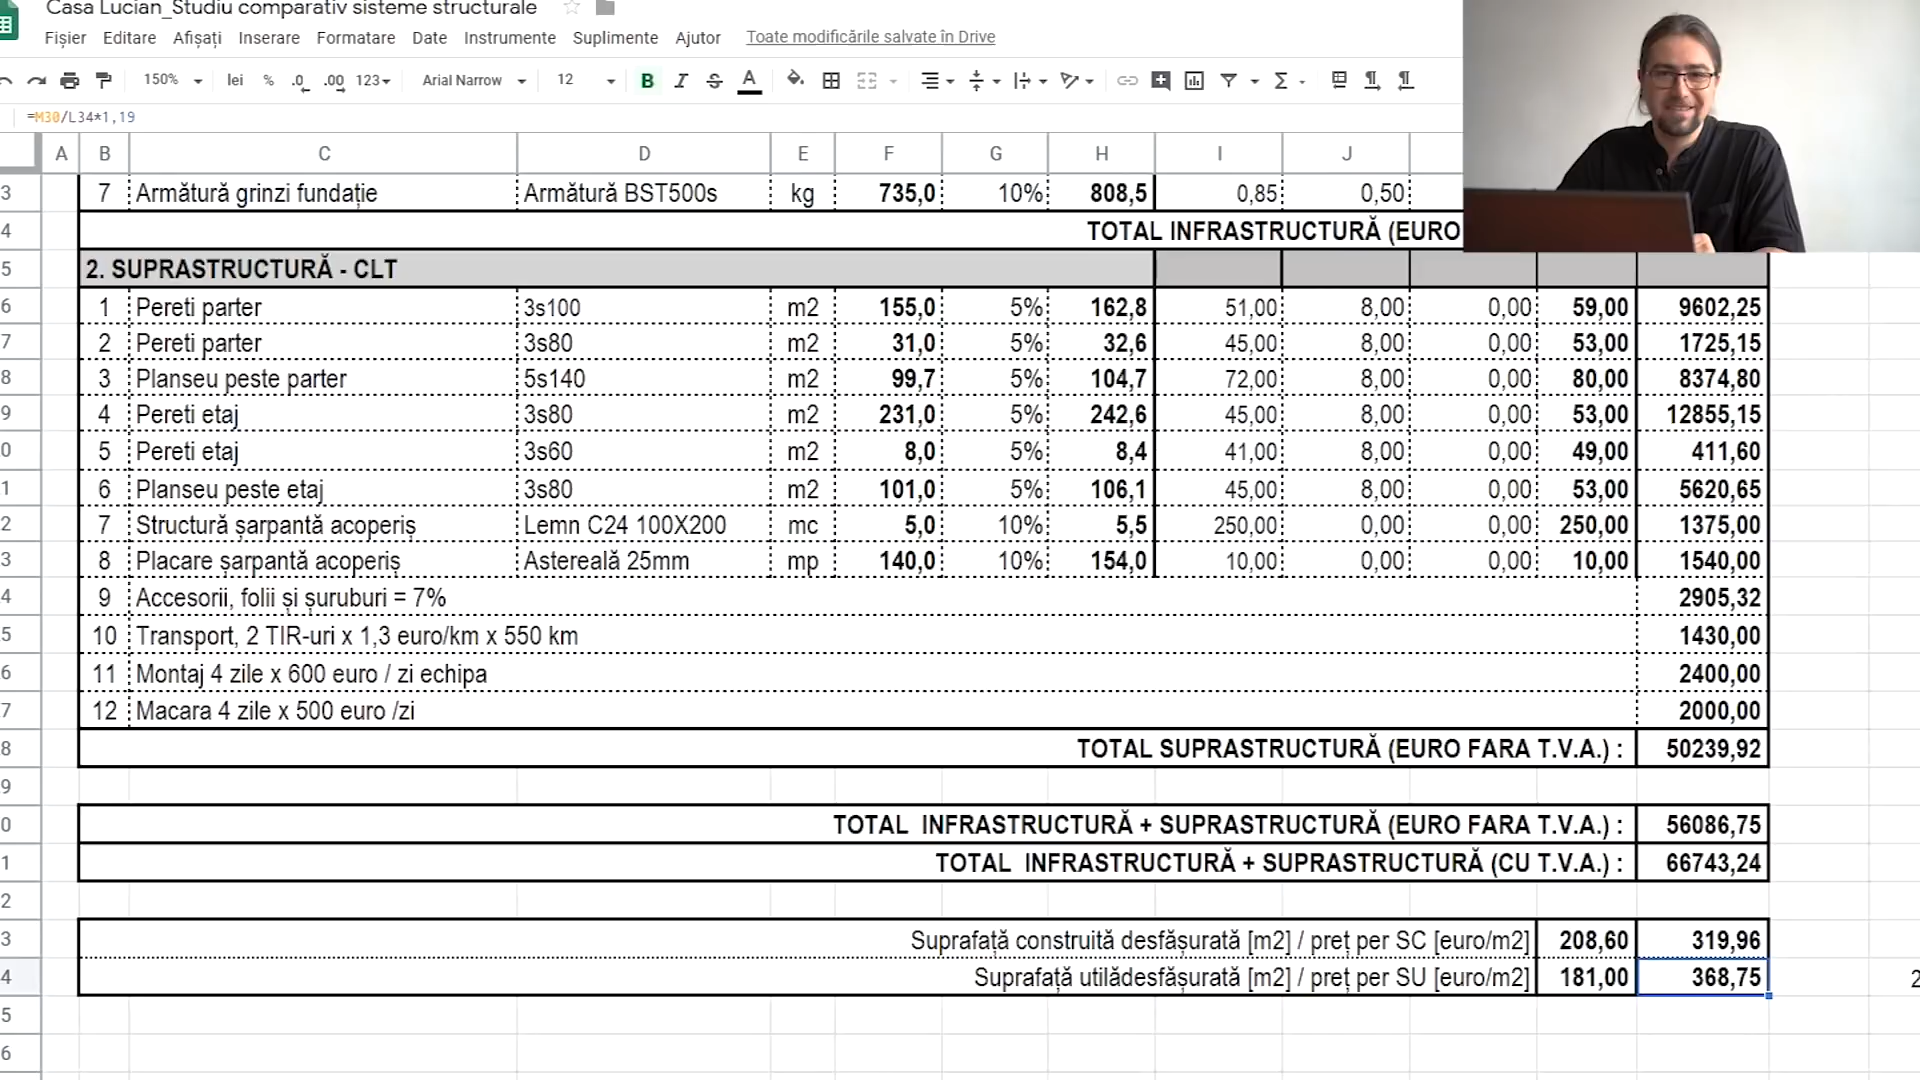 Casa Lucian_Studiu comparativ sisteme structurale
Fișier Editare Afișați Inserare Formatare Date Instrumente Suplimente Ajutor Toate modificările salvate în Drive
150% lei % .0 .00 123 Arial Narrow 12 B I S A
=M30/L34*1,19
A B C D E F G H I J
3 7 Armătură grinzi fundație Armătură BST500s kg 735,0 10% 808,5 0,85 0,50
4 TOTAL INFRASTRUCTURĂ (EURO
5 2. SUPRASTRUCTURĂ - CLT
6 1 Pereti parter 3s100 m2 155,0 5% 162,8 51,00 8,00 0,00 59,00 9602,25
7 2 Pereti parter 3s80 m2 31,0 5% 32,6 45,00 8,00 0,00 53,00 1725,15
8 3 Planseu peste parter 5s140 m2 99,7 5% 104,7 72,00 8,00 0,00 80,00 8374,80
9 4 Pereti etaj 3s80 m2 231,0 5% 242,6 45,00 8,00 0,00 53,00 12855,15
0 5 Pereti etaj 3s60 m2 8,0 5% 8,4 41,00 8,00 0,00 49,00 411,60
1 6 Planseu peste etaj 3s80 m2 101,0 5% 106,1 45,00 8,00 0,00 53,00 5620,65
2 7 Structură șarpantă acoperiș Lemn C24 100X200 mc 5,0 10% 5,5 250,00 0,00 0,00 250,00 1375,00
3 8 Placare șarpantă acoperiș Astereală 25mm mp 140,0 10% 154,0 10,00 0,00 0,00 10,00 1540,00
4 9 Accesorii, folii și șuruburi = 7% 2905,32
5 10 Transport, 2 TIR-uri x 1,3 euro/km x 550 km 1430,00
6 11 Montaj 4 zile x 600 euro / zi echipa 2400,00
7 12 Macara 4 zile x 500 euro /zi 2000,00
8 TOTAL SUPRASTRUCTURĂ (EURO FARA T.V.A.) : 50239,92
9
0 TOTAL INFRASTRUCTURĂ + SUPRASTRUCTURĂ (EURO FARA T.V.A.) : 56086,75
1 TOTAL INFRASTRUCTURĂ + SUPRASTRUCTURĂ (CU T.V.A.) : 66743,24
2
3 Suprafață construită desfășurată [m2] / preț per SC [euro/m2] 208,60 319,96
4 Suprafață utilădesfășurată [m2] / preț per SU [euro/m2] 181,00 368,75 2
5
6